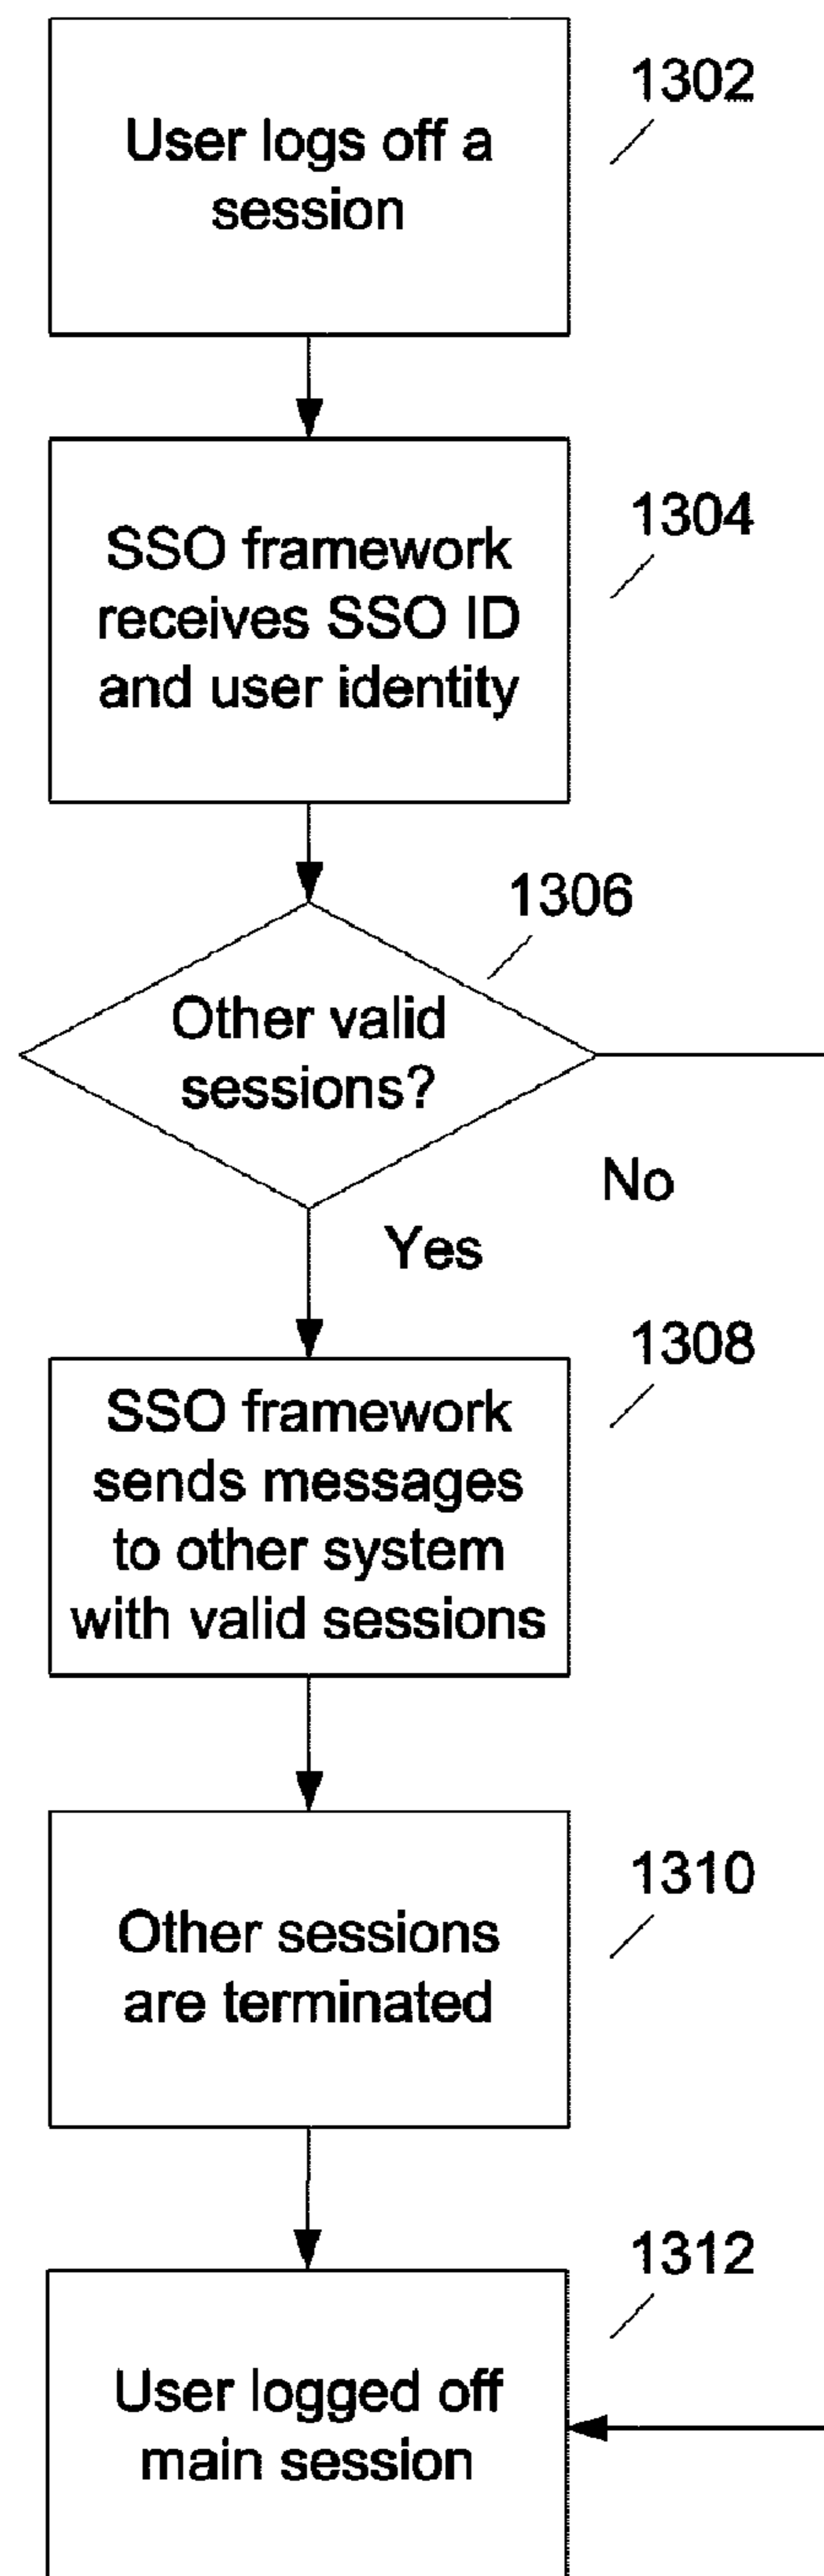 User logs off a
session
1302
SSO framework
receives SSO ID
and user identity
1304
1306
Other valid
sessions?
No
Yes
1308
SSO framework
sends messages
to other system
with valid sessions
Other sessions
are terminated
1310
1312
User logged off
main session